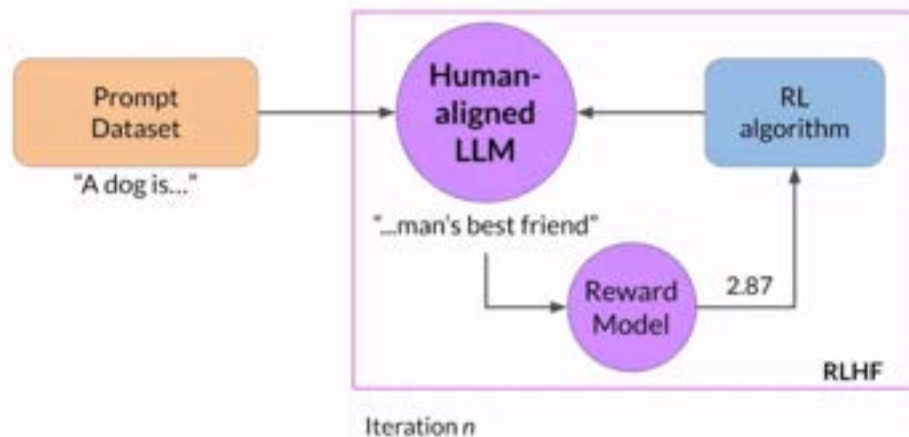 Prompt
Dataset
"A dog is..."
Human-
aligned
LLM
"...man's best friend"
RL
algorithm
Reward
Model
2.87
RLHF
Iteration n